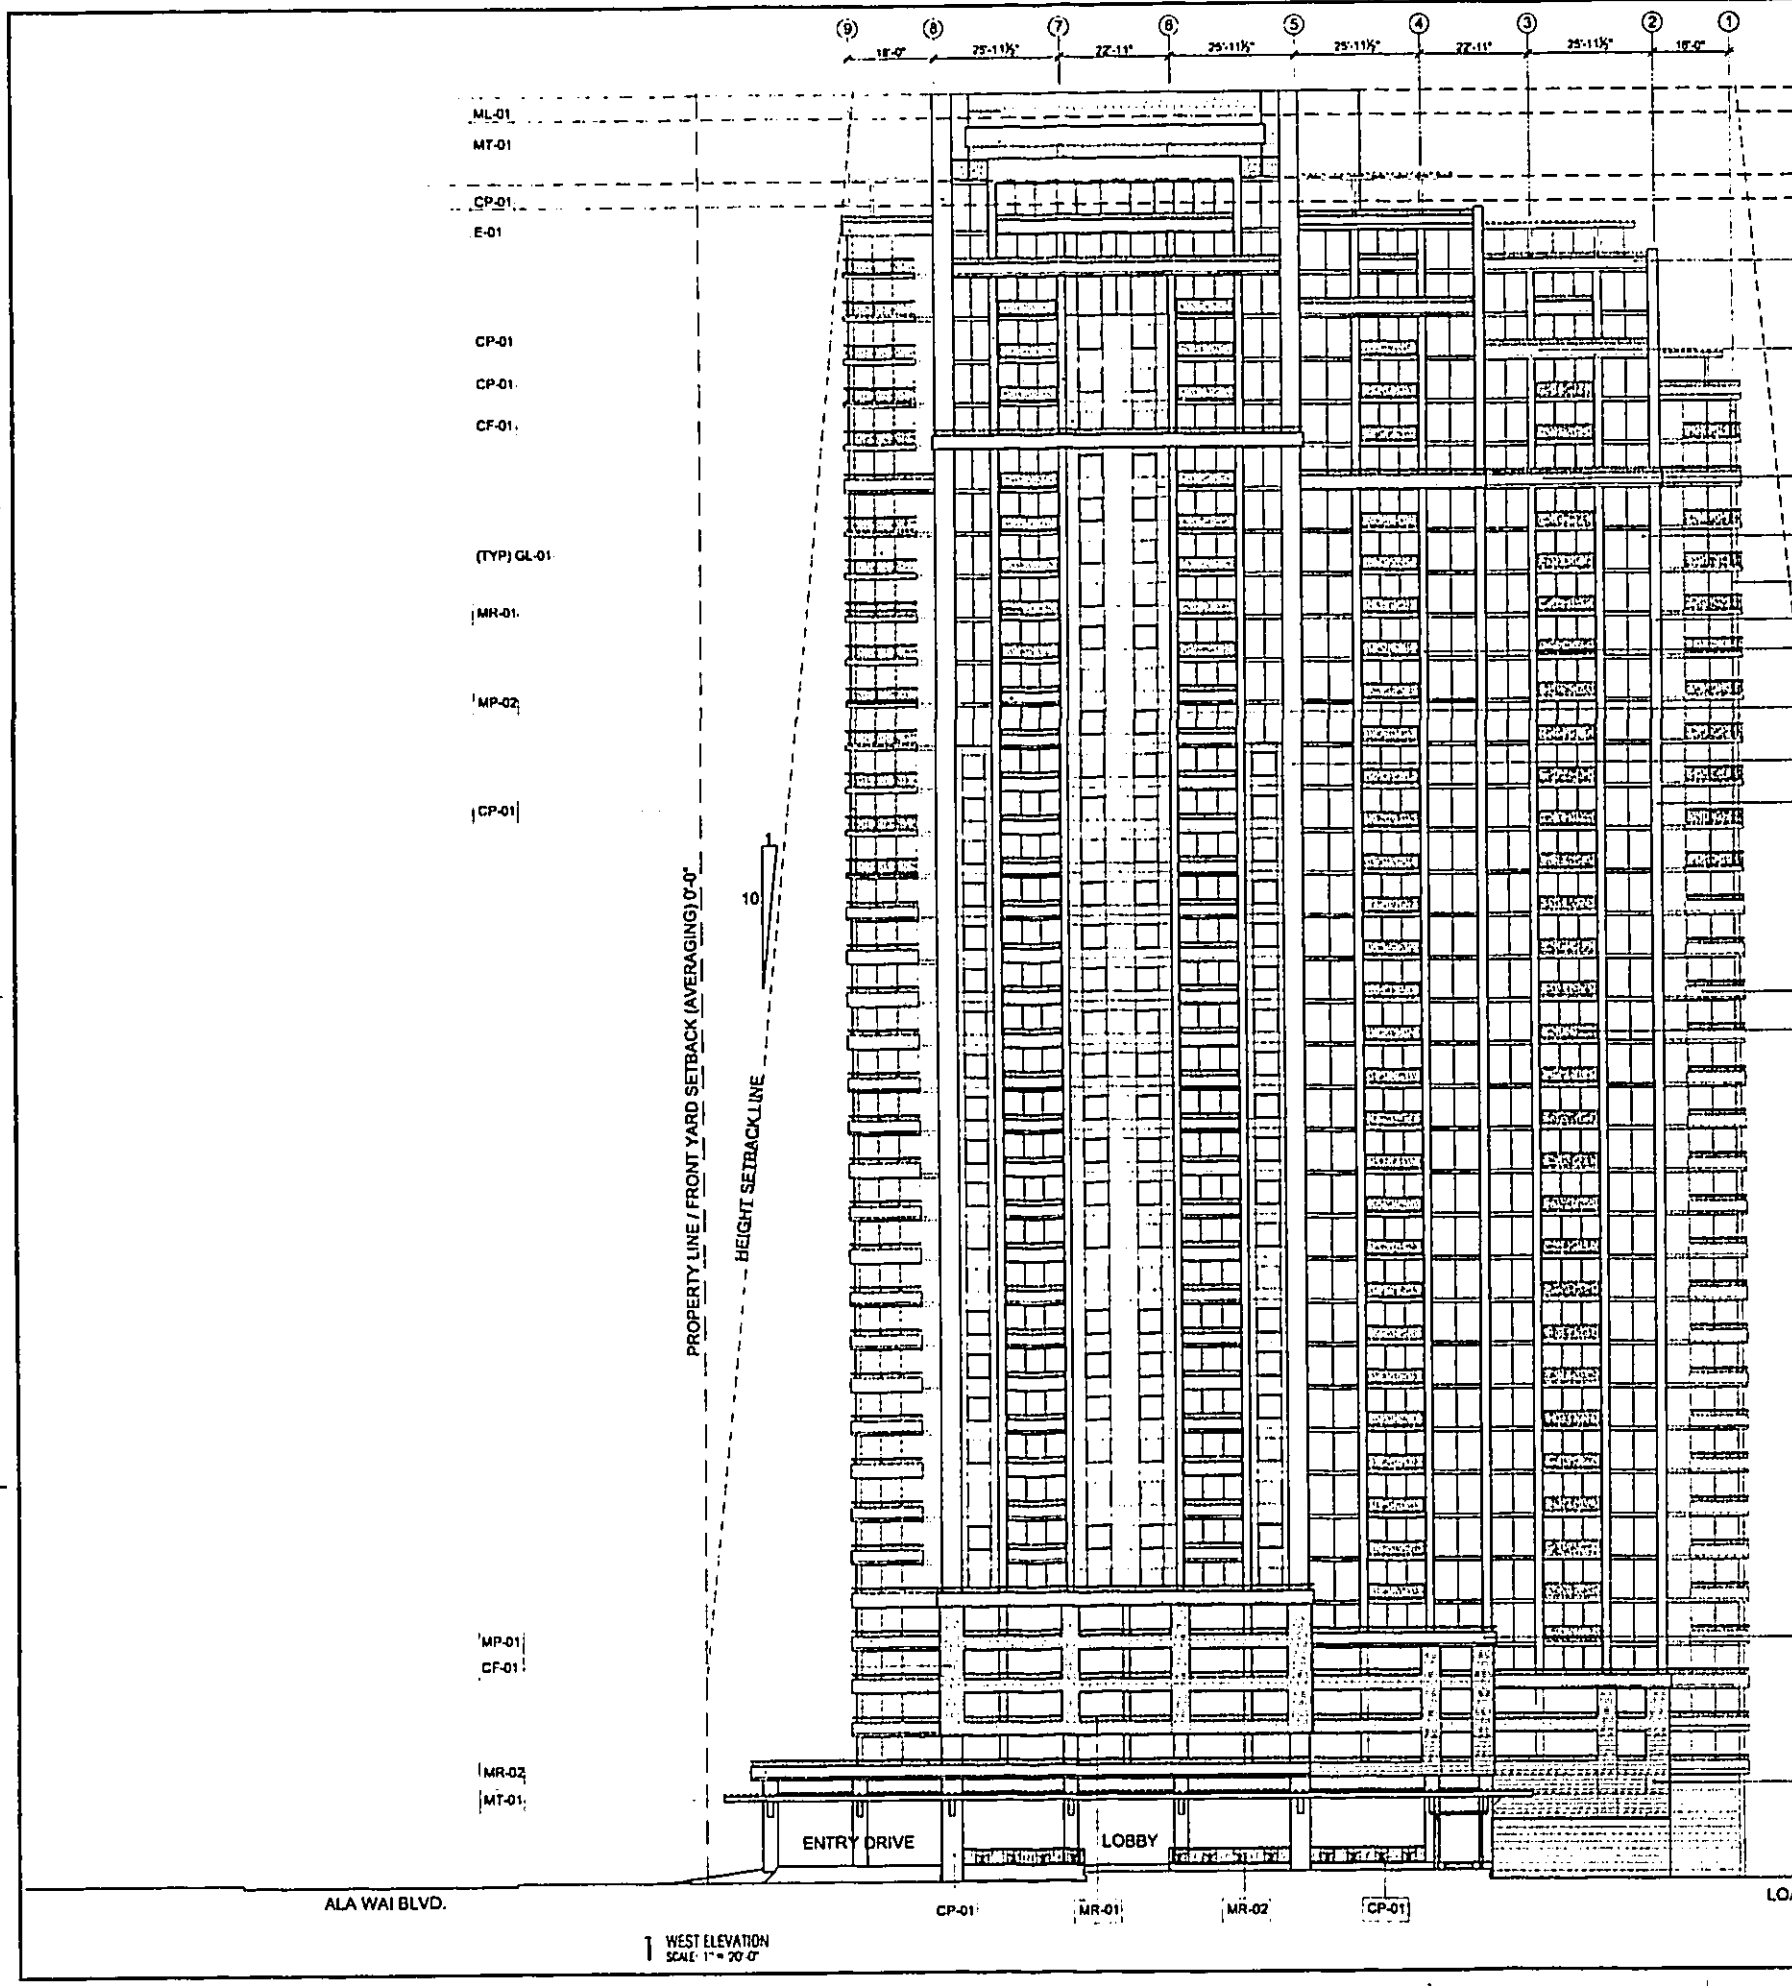 9 8 7 6 5 4 3 2 1
18'-0" 25'-11½" 22'-11" 25'-11½" 25'-11½" 22'-11" 25'-11½" 18'-0"
ML-01
MT-01
CP-01
E-01
CP-01
CP-01
CF-01
(TYP) GL-01
MR-01
MP-02
CP-01
1
10
PROPERTY LINE / FRONT YARD SETBACK (AVERAGING) 0'-0"
HEIGHT SETBACK LINE
MP-01
CF-01
MR-02
MT-01
ENTRY DRIVE LOBBY
ALA WAI BLVD.
LOA
CP-01 MR-01 MR-02 CP-01
1 WEST ELEVATION
SCALE: 1" = 20'-0"